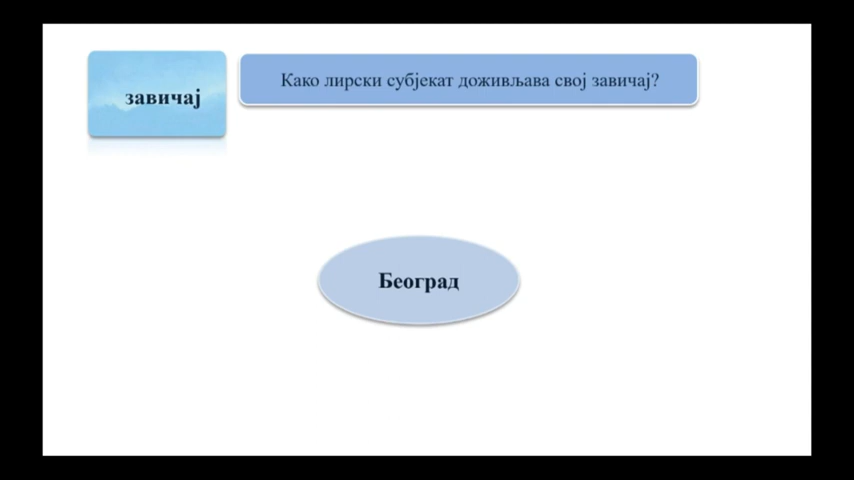 завичај
Како лирски субјекат доживљава свој завичај?
Београд